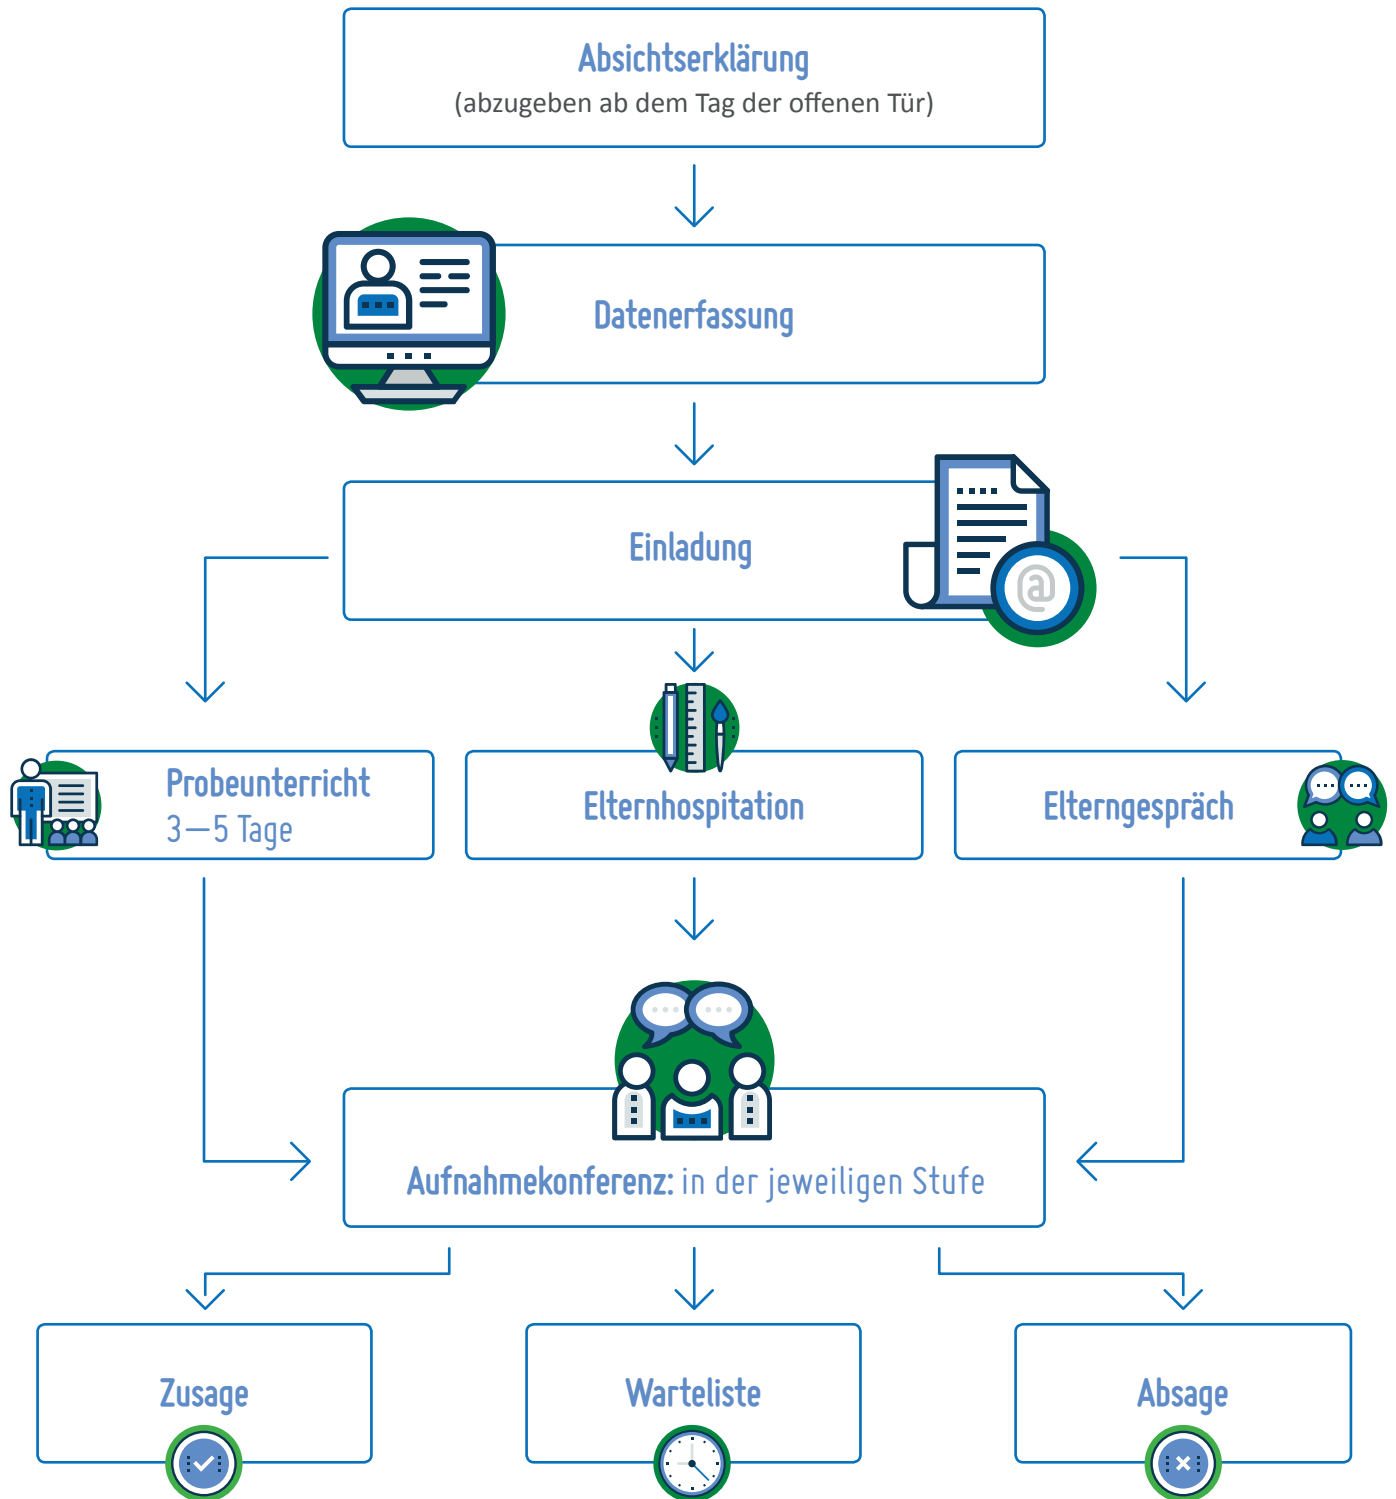 Absichtserklärung
(abzugeben ab dem Tag der offenen Tür)
Datenerfassung
Einladung
@
Probeunterricht
3—5 Tage
Elternhospitation
Elterngespräch
Aufnahmekonferenz: in der jeweiligen Stufe
Zusage
Warteliste
Absage